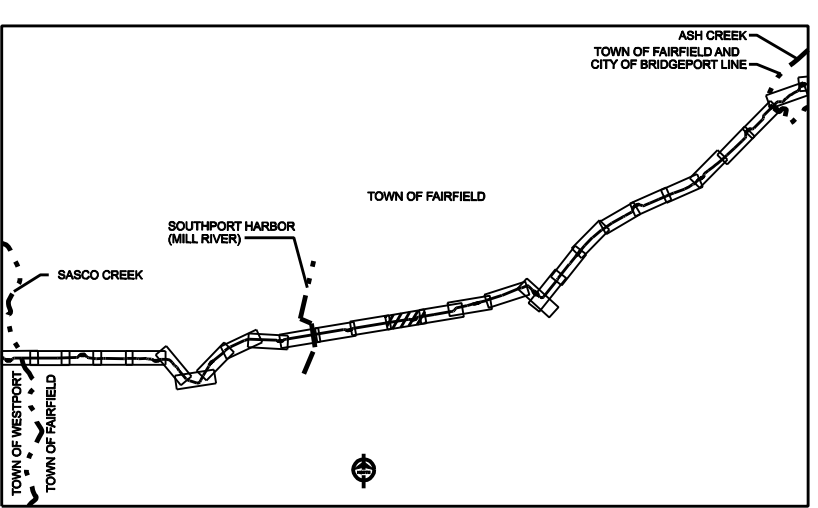 ASH CREEK
TOWN OF FAIRFIELD AND
CITY OF BRIDGEPORT LINE
TOWN OF FAIRFIELD
SOUTHPORT HARBOR
(MILL RIVER)
SASCO CREEK
TOWN OF WESTPORT
TOWN OF FAIRFIELD